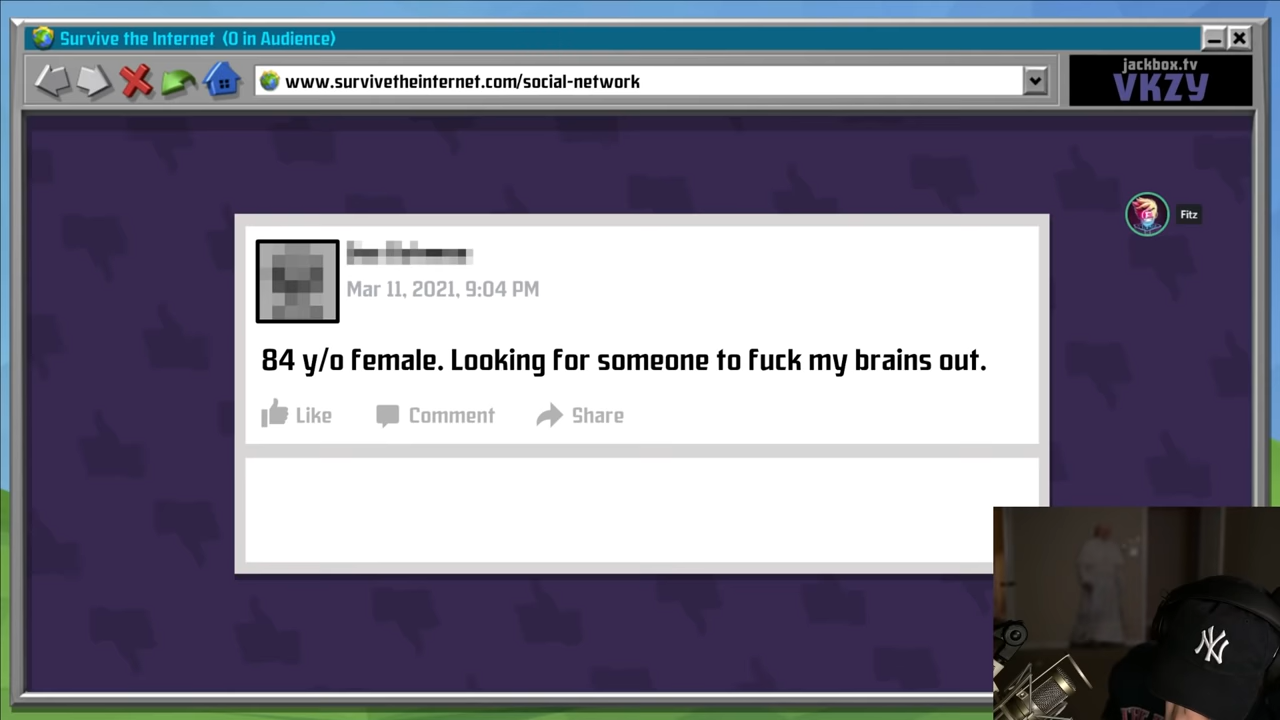 Survive the Internet (0 in Audience)
www.survivetheinternet.com/social-network
jackbox.tv
VKZY
Fitz
Mar 11, 2021, 9:04 PM
84 y/o female. Looking for someone to fuck my brains out.
Like Comment Share
NY